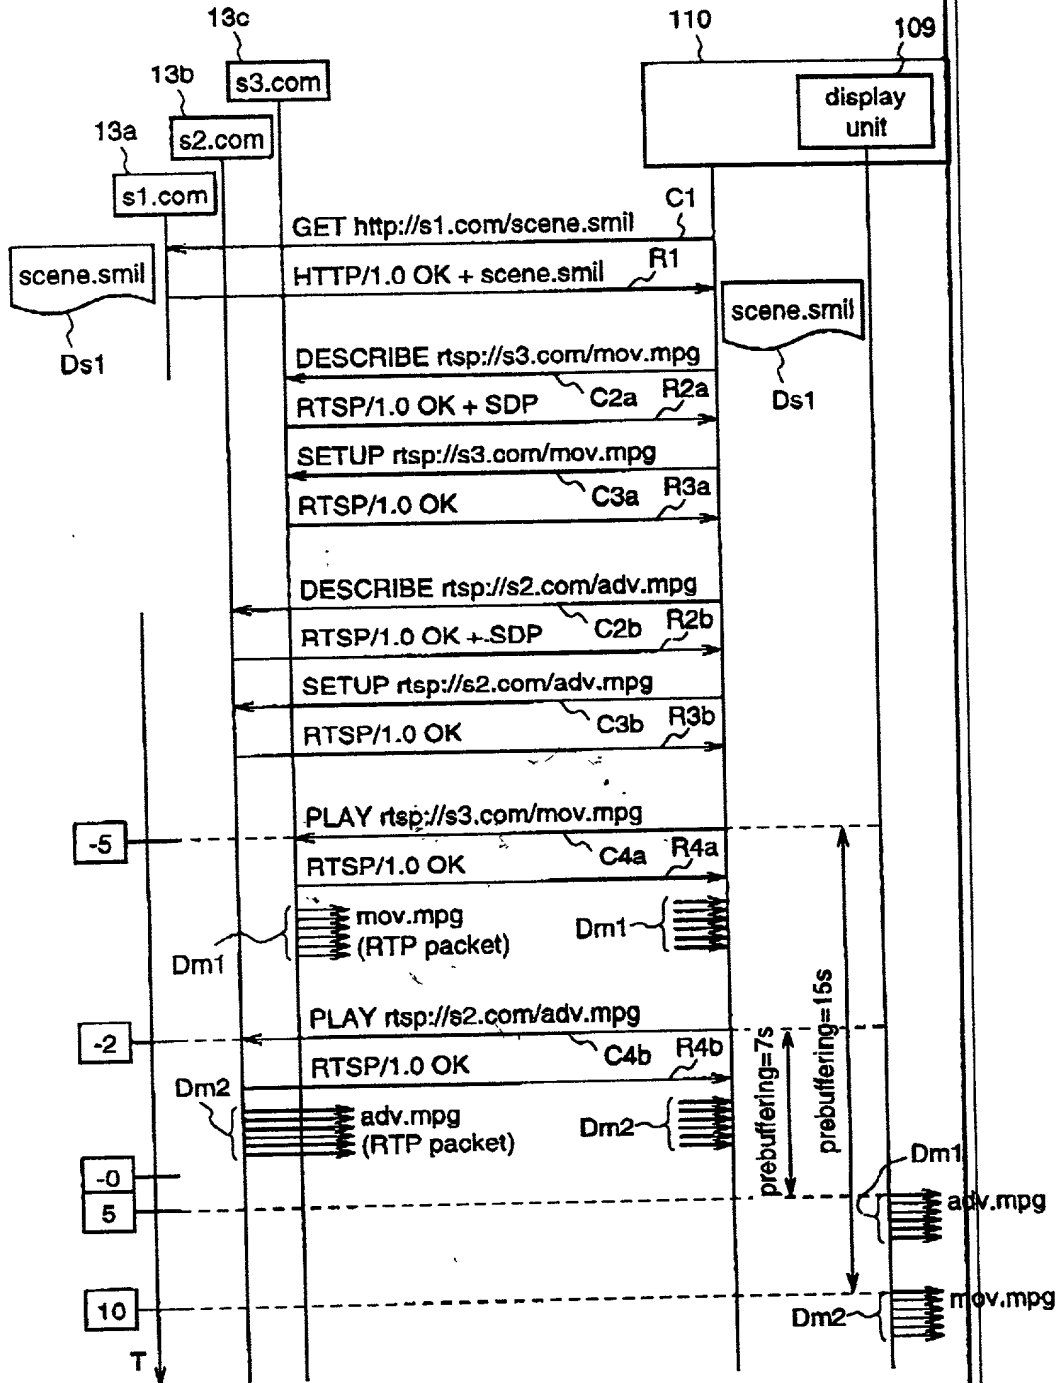 13c
110
109
s3.com
13b
display
unit
s2.com
13a
s1.com
C1
GET http://s1.com/scene.smil
scene.smil
HTTP/1.0 OK + scene.smil
R1
scene.smil
Ds1
DESCRIBE rtsp://s3.com/mov.mpg
C2a
R2a
Ds1
RTSP/1.0 OK + SDP
SETUP rtsp://s3.com/mov.mpg
C3a
R3a
RTSP/1.0 OK
DESCRIBE rtsp://s2.com/adv.mpg
C2b
R2b
RTSP/1.0 OK + SDP
SETUP rtsp://s2.com/adv.mpg
C3b
R3b
RTSP/1.0 OK
PLAY rtsp://s3.com/mov.mpg
-5
C4a
R4a
RTSP/1.0 OK
mov.mpg
(RTP packet)
Dm1
Dm1
PLAY rtsp://s2.com/adv.mpg
-2
C4b
R4b
RTSP/1.0 OK
prebuffering=7s
prebuffering=15s
Dm2
adv.mpg
(RTP packet)
Dm2
Dm1
-0
5
adv.mpg
10
mov.mpg
Dm2
T